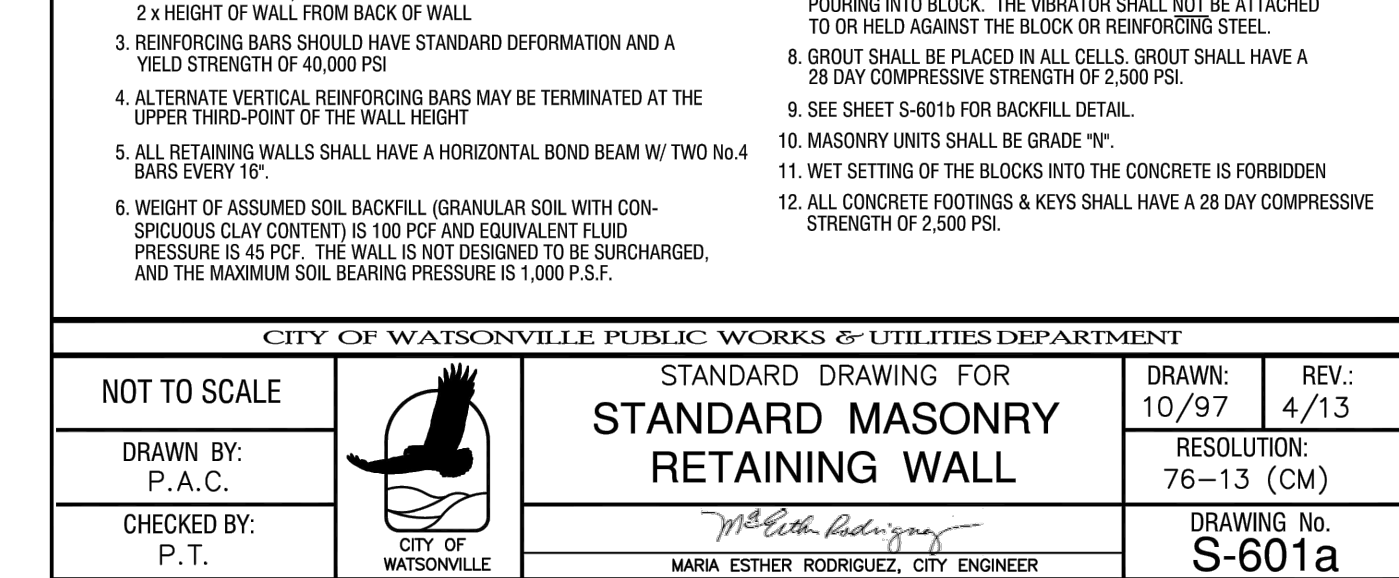 2 x HEIGHT OF WALL FROM BACK OF WALL
3. REINFORCING BARS SHOULD HAVE STANDARD DEFORMATION AND A
YIELD STRENGTH OF 40,000 PSI
4. ALTERNATE VERTICAL REINFORCING BARS MAY BE TERMINATED AT THE
UPPER THIRD-POINT OF THE WALL HEIGHT
5. ALL RETAINING WALLS SHALL HAVE A HORIZONTAL BOND BEAM W/ TWO No.4
BARS EVERY 16".
6. WEIGHT OF ASSUMED SOIL BACKFILL (GRANULAR SOIL WITH CON-
SPICUOUS CLAY CONTENT) IS 100 PCF AND EQUIVALENT FLUID
PRESSURE IS 45 PCF. THE WALL IS NOT DESIGNED TO BE SURCHARGED,
AND THE MAXIMUM SOIL BEARING PRESSURE IS 1,000 P.S.F.
POURING INTO BLOCK. THE VIBRATOR SHALL NOT BE ATTACHED
TO OR HELD AGAINST THE BLOCK OR REINFORCING STEEL.
8. GROUT SHALL BE PLACED IN ALL CELLS. GROUT SHALL HAVE A
28 DAY COMPRESSIVE STRENGTH OF 2,500 PSI.
9. SEE SHEET S-601b FOR BACKFILL DETAIL.
10. MASONRY UNITS SHALL BE GRADE "N".
11. WET SETTING OF THE BLOCKS INTO THE CONCRETE IS FORBIDDEN
12. ALL CONCRETE FOOTINGS & KEYS SHALL HAVE A 28 DAY COMPRESSIVE
STRENGTH OF 2,500 PSI.
CITY OF WATSONVILLE PUBLIC WORKS & UTILITIES DEPARTMENT
NOT TO SCALE
DRAWN BY:
P.A.C.
CHECKED BY:
P.T.
CITY OF
WATSONVILLE
STANDARD DRAWING FOR
STANDARD MASONRY
RETAINING WALL
Mª Esther Rodriguez
MARIA ESTHER RODRIGUEZ, CITY ENGINEER
DRAWN:
10/97
REV.:
4/13
RESOLUTION:
76-13 (CM)
DRAWING No.
S-601a